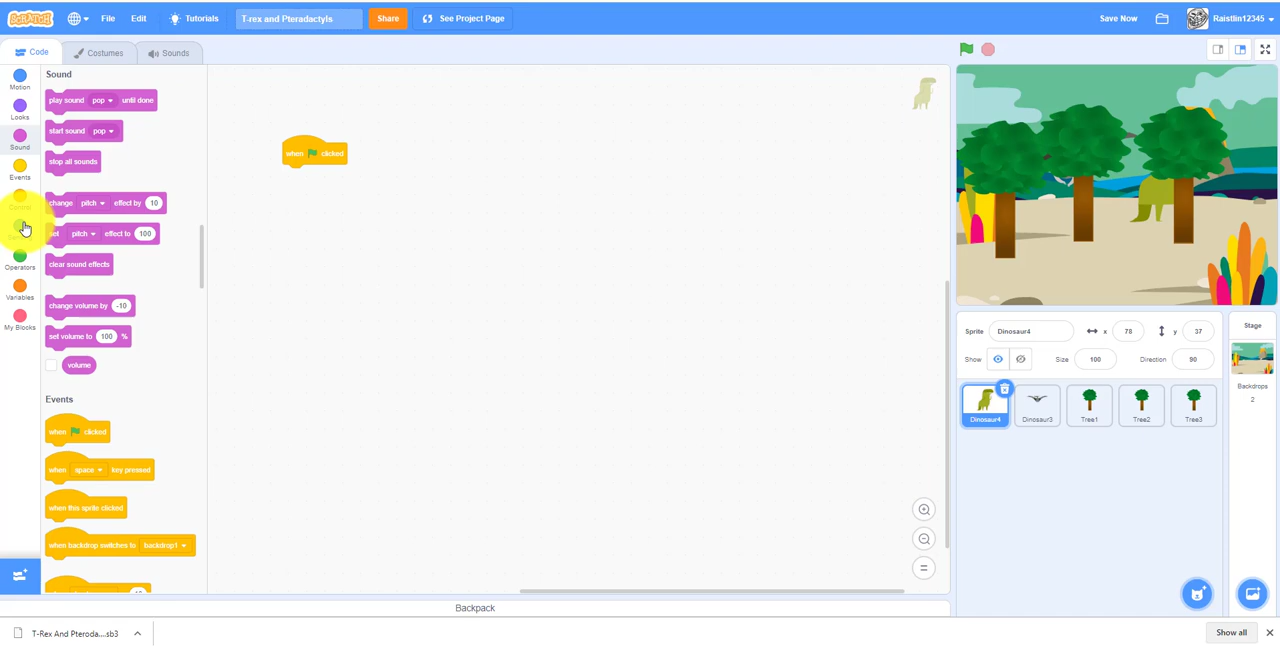 SCRATCH File Edit Tutorials T-rex and Pteradactyls Share See Project Page Save Now Raistlin12345
Code Costumes Sounds
Motion
Looks
Sound
Events
Operators
Variables
My Blocks
Sound
play sound pop until done
start sound pop
stop all sounds
change pitch effect by 10
set pitch effect to 100
clear sound effects
change volume by -10
set volume to 100 %
volume
Events
when clicked
when space key pressed
when this sprite clicked
when backdrop switches to backdrop1
10
when clicked
Sprite Dinosaur4 x 78 y 37
Show Size 100 Direction 90
Dinosaur4 Dinosaur3 Tree1 Tree2 Tree3
Stage
Backdrops
2
Backpack
T-Rex And Pteroda....sb3
Show all